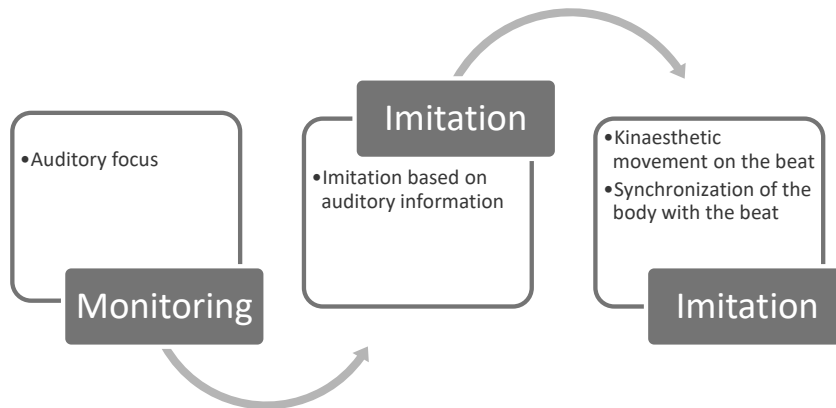 •Auditory focus
Monitoring
Imitation
•Imitation based on
auditory information
•Kinaesthetic
movement on the beat
•Synchronization of the
body with the beat
Imitation